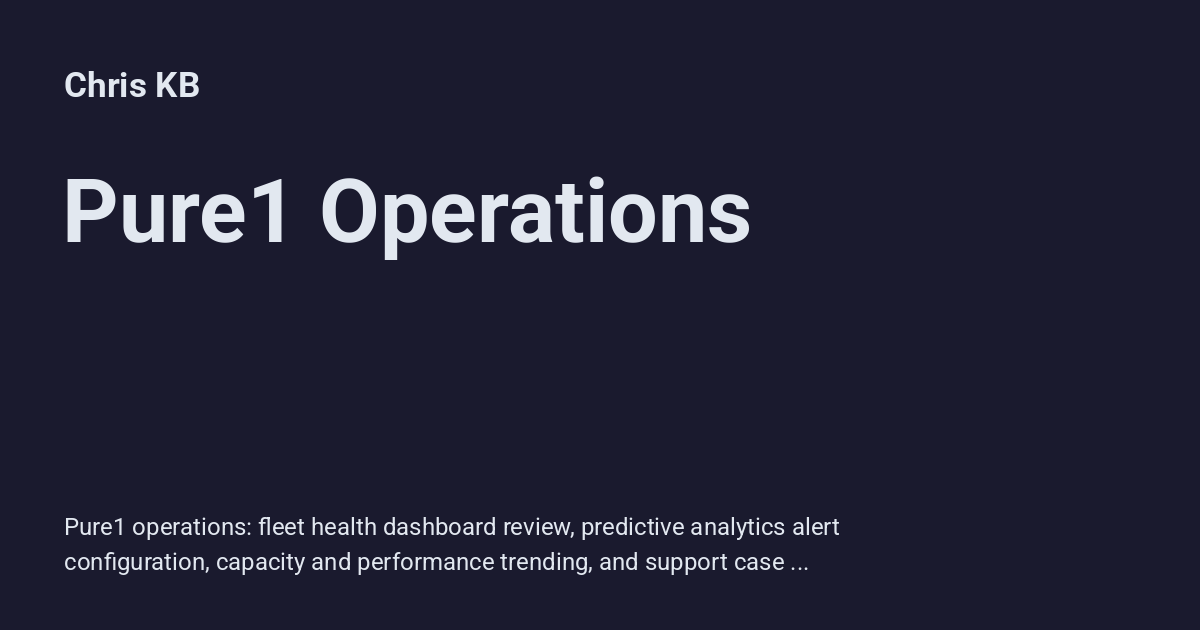 Chris KB
Pure1 Operations
Pure1 operations: fleet health dashboard review, predictive analytics alert
configuration, capacity and performance trending, and support case ...